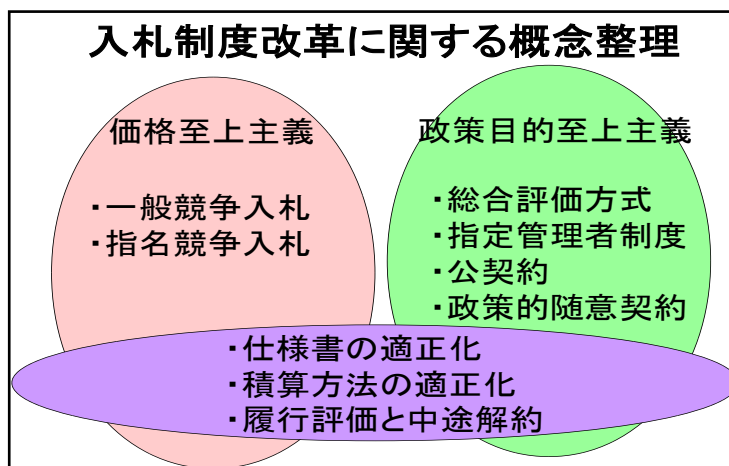 入札制度改革に関する概念整理
価格至上主義
・一般競争入札
・指名競争入札
政策目的至上主義
・総合評価方式
・指定管理者制度
・公契約
・政策的随意契約
・仕様書の適正化
・積算方法の適正化
・履行評価と中途解約